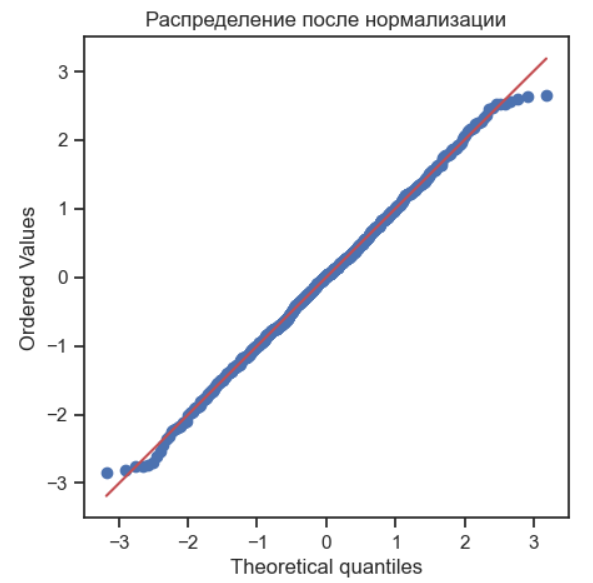 Распределение после нормализации
3
2
1
0
−1
−2
−3
Ordered Values
−3 −2 −1 0 1 2 3
Theoretical quantiles